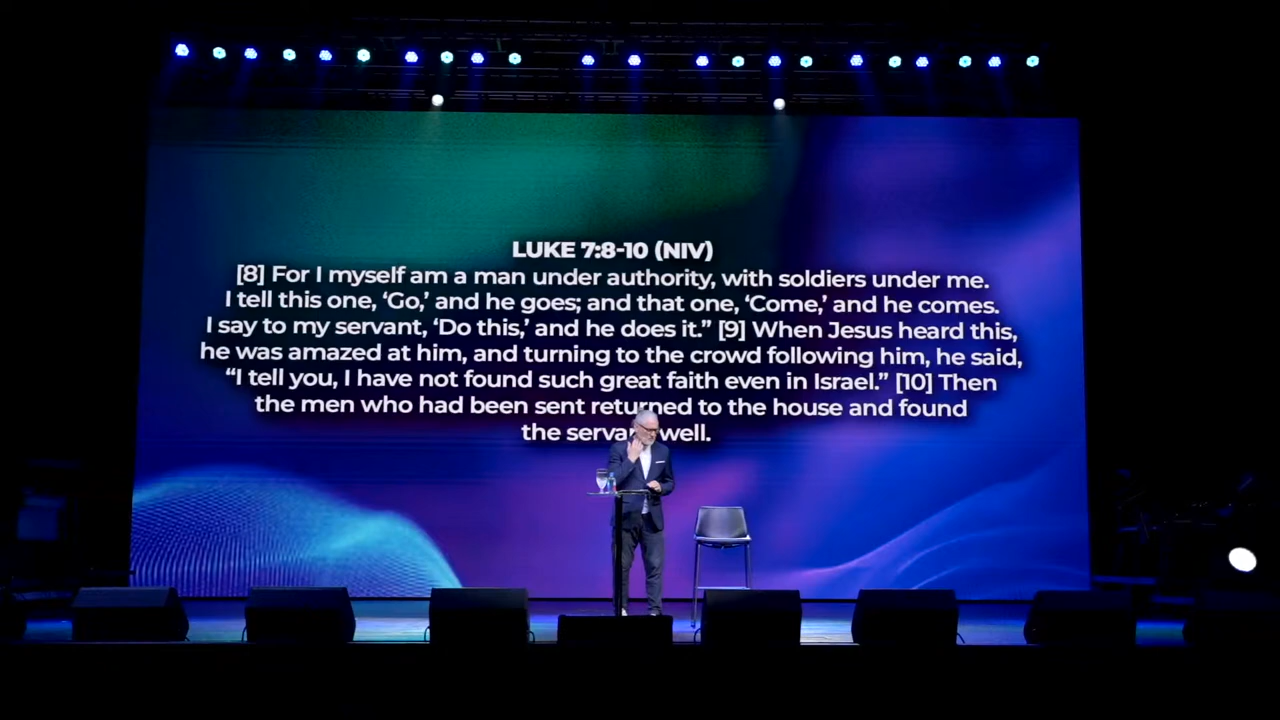 LUKE 7:8-10 (NIV)
[8] For I myself am a man under authority, with soldiers under me.
I tell this one, ‘Go,’ and he goes; and that one, ‘Come,’ and he comes.
I say to my servant, ‘Do this,’ and he does it.” [9] When Jesus heard this,
he was amazed at him, and turning to the crowd following him, he said,
“I tell you, I have not found such great faith even in Israel.” [10] Then
the men who had been sent returned to the house and found
the servant well.